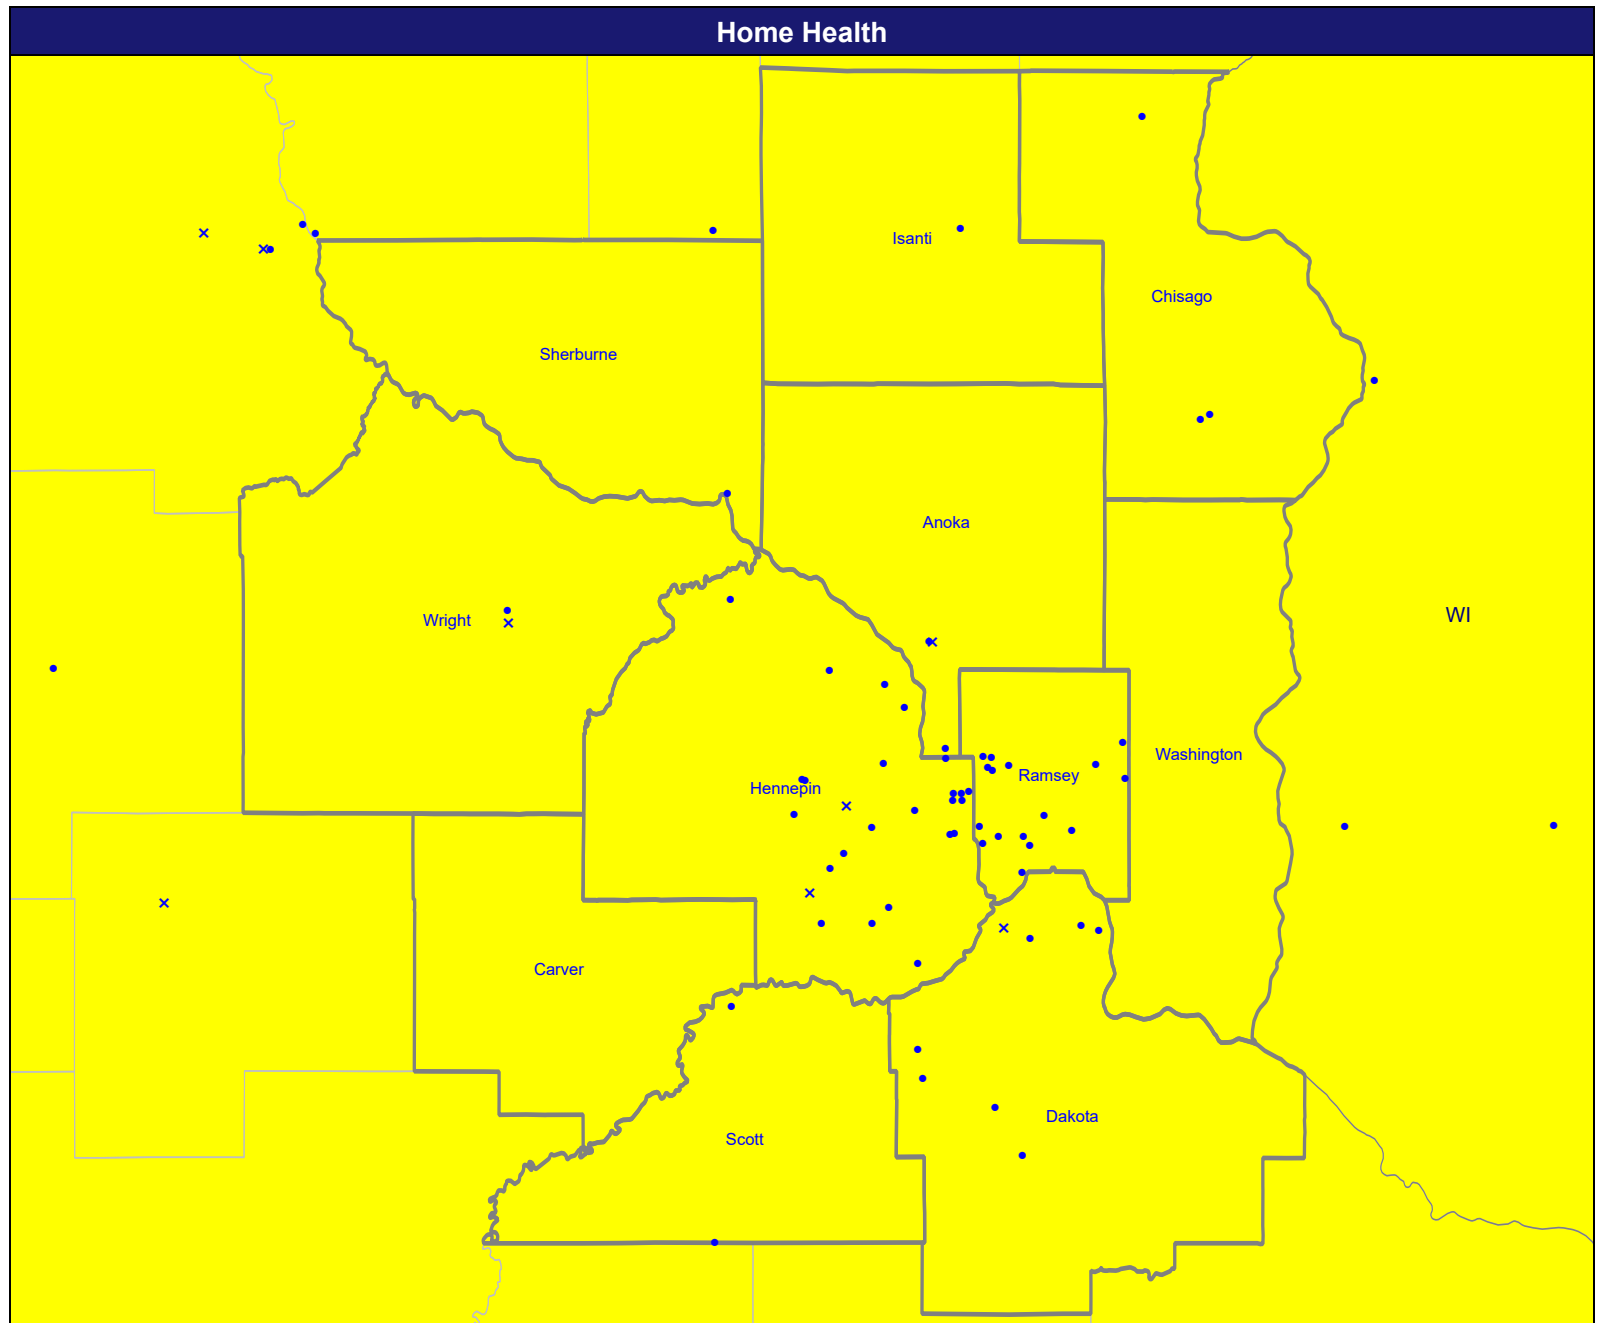 Home Health
Isanti
Chisago
Sherburne
Anoka
WI
Wright
Washington
Ramsey
Hennepin
Carver
Dakota
Scott